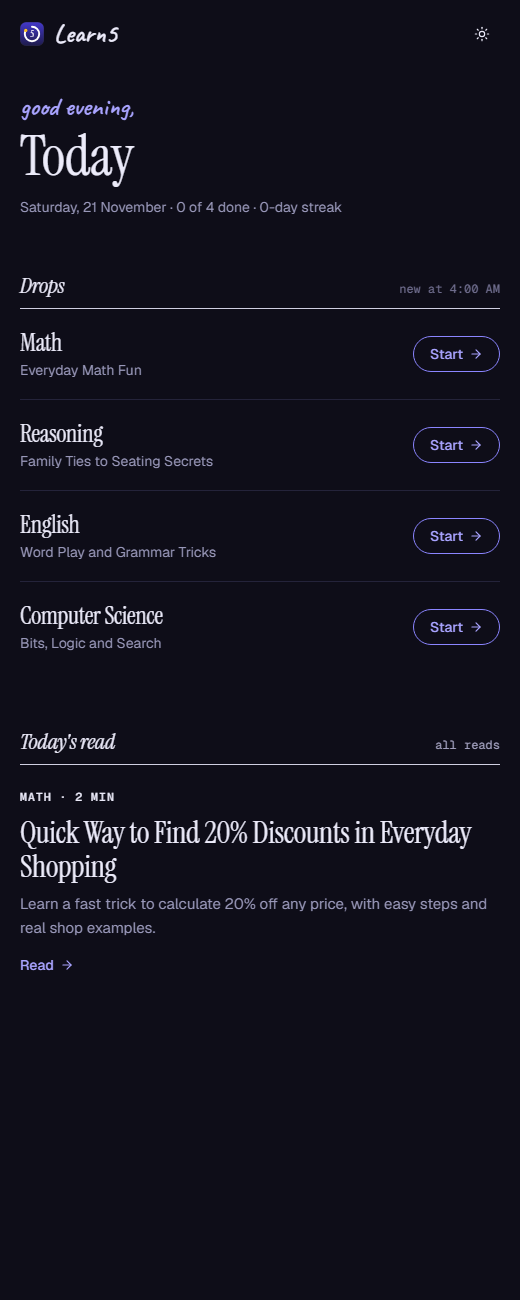 Learn5
good evening,
Today
Saturday, 21 November · 0 of 4 done · 0-day streak
Drops
new at 4:00 AM
Math
Everyday Math Fun
Start →
Reasoning
Family Ties to Seating Secrets
Start →
English
Word Play and Grammar Tricks
Start →
Computer Science
Bits, Logic and Search
Start →
Today's read
all reads
MATH · 2 MIN
Quick Way to Find 20% Discounts in Everyday
Shopping
Learn a fast trick to calculate 20% off any price, with easy steps and
real shop examples.
Read →